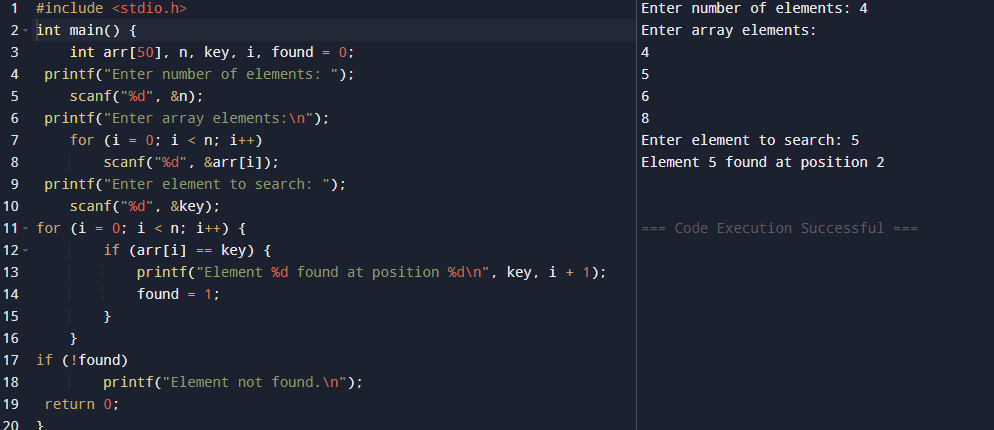 1 #include <stdio.h>
2 int main() {
3 int arr[50], n, key, i, found = 0;
4 printf("Enter number of elements: ");
5 scanf("%d", &n);
6 printf("Enter array elements:\n");
7 for (i = 0; i < n; i++)
8 scanf("%d", &arr[i]);
9 printf("Enter element to search: ");
10 scanf("%d", &key);
11 for (i = 0; i < n; i++) {
12 if (arr[i] == key) {
13 printf("Element %d found at position %d\n", key, i + 1);
14 found = 1;
15 }
16 }
17 if (!found)
18 printf("Element not found.\n");
19 return 0;
20 }
Enter number of elements: 4
Enter array elements:
4
5
6
8
Enter element to search: 5
Element 5 found at position 2
=== Code Execution Successful ===